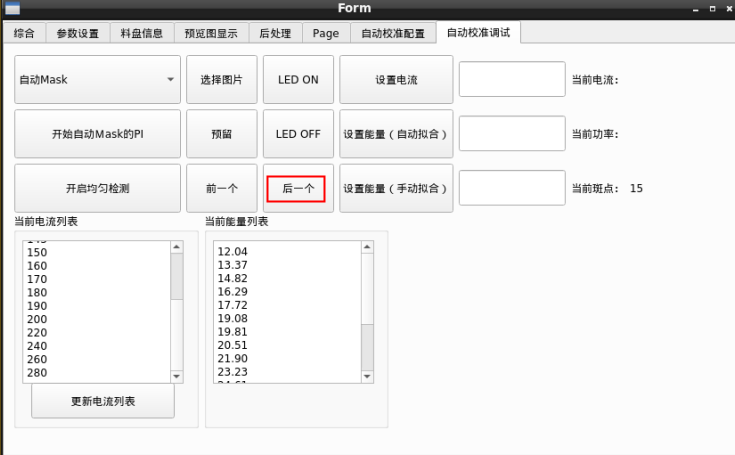 Form
综合 参数设置 料盘信息 预览图显示 后处理 Page 自动校准配置 自动校准调试
自动Mask 选择图片 LED ON 设置电流 当前电流:
开始自动Mask的PI 预留 LED OFF 设置能量（自动拟合） 当前功率:
开启均匀检测 前一个 后一个 设置能量（手动拟合） 当前斑点: 15
当前电流列表 当前能量列表
150
160
170
180
190
200
220
240
260
280
12.04
13.37
14.82
16.29
17.72
19.08
19.81
20.51
21.90
23.23
更新电流列表